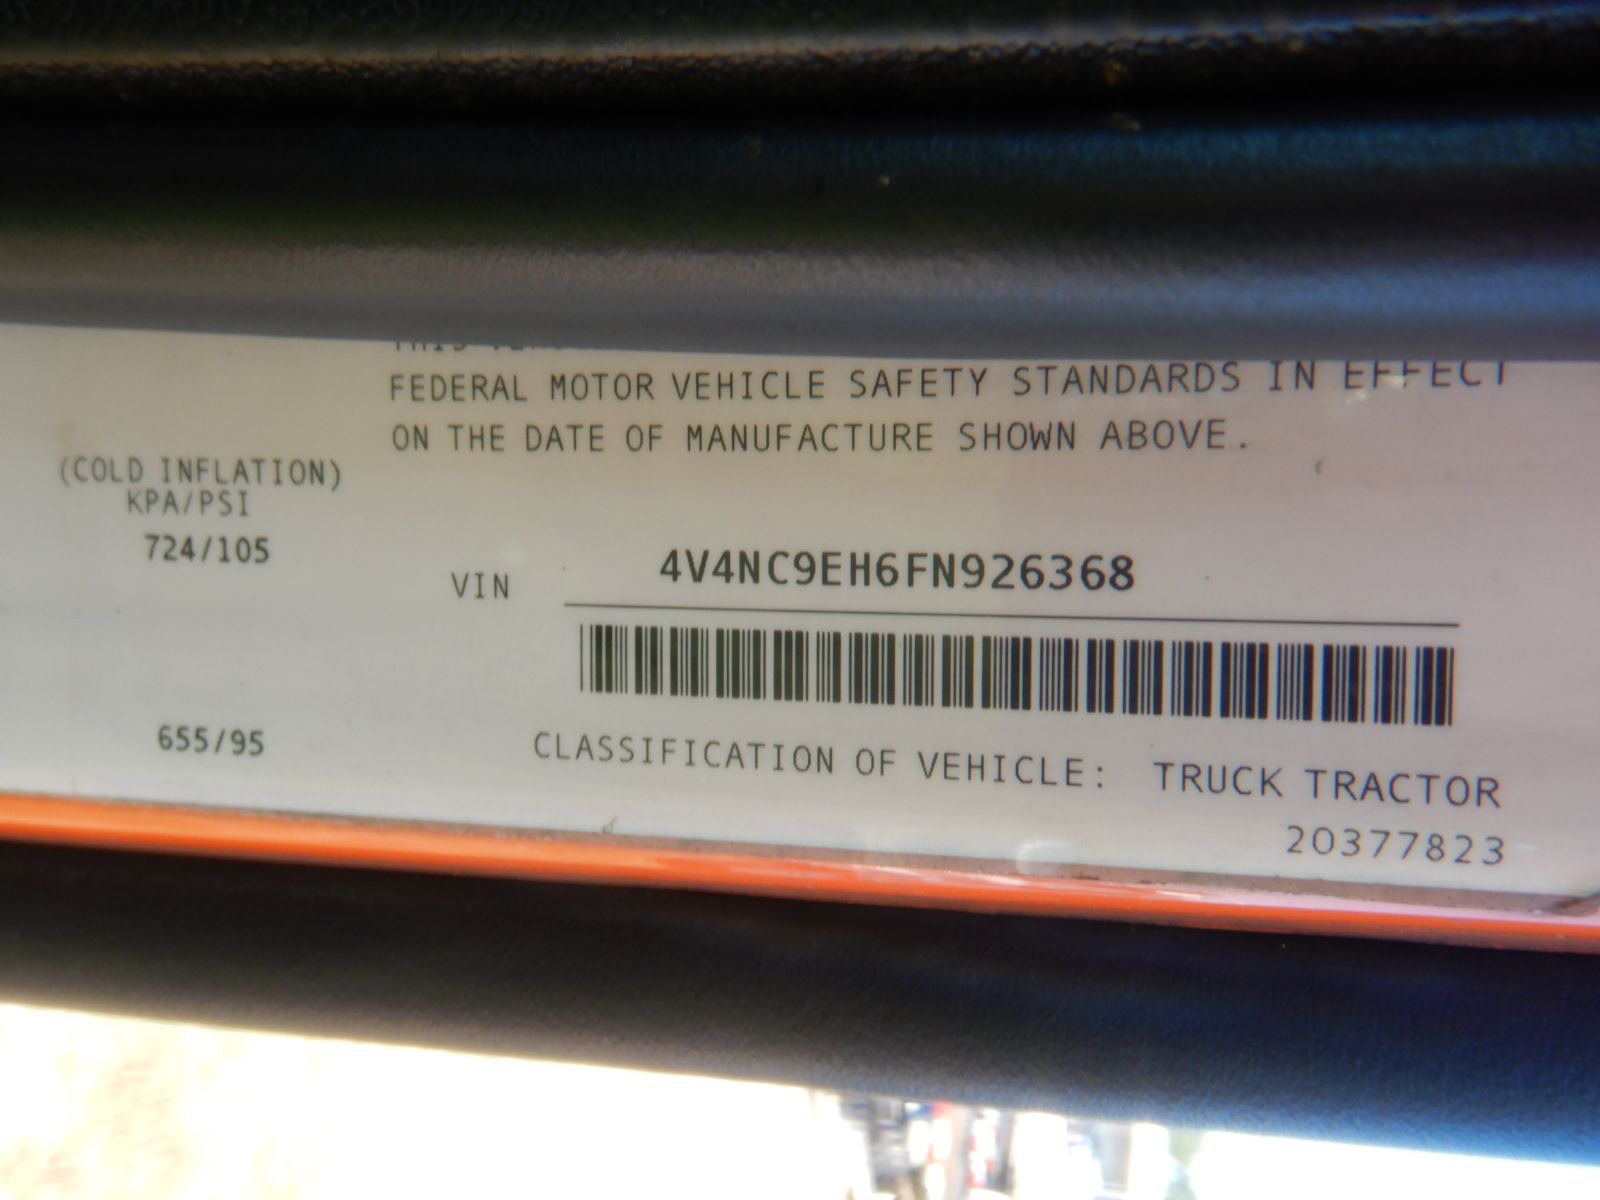 FEDERAL MOTOR VEHICLE SAFETY STANDARDS IN EFFECT
ON THE DATE OF MANUFACTURE SHOWN ABOVE.
(COLD INFLATION)
KPA/PSI
724/105
VIN 4V4NC9EH6FN926368
655/95
CLASSIFICATION OF VEHICLE: TRUCK TRACTOR
20377823